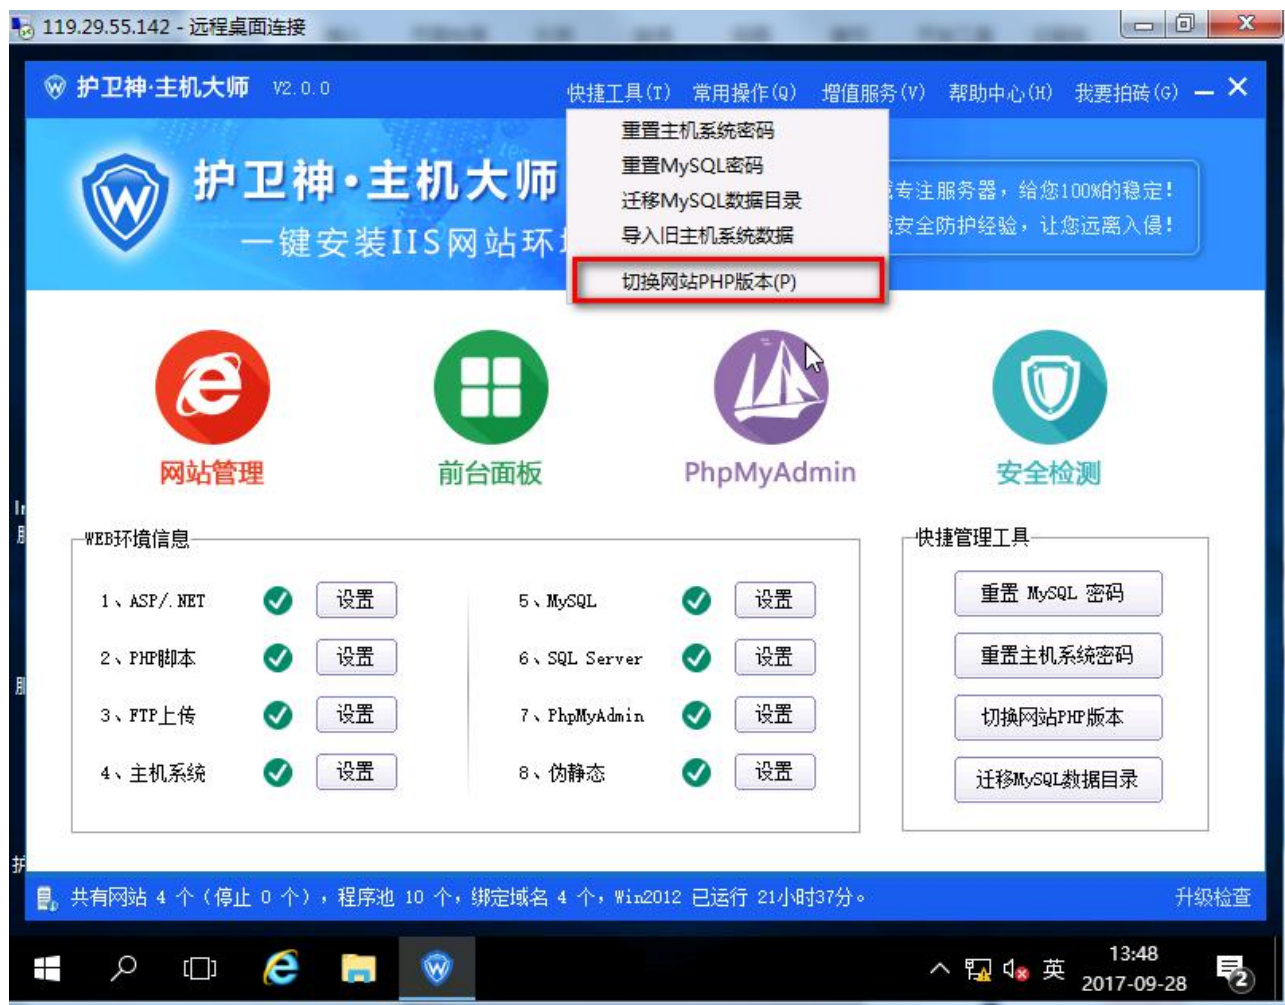 119.29.55.142 - 远程桌面连接
护卫神·主机大师 V2.0.0
快捷工具(T) 常用操作(Q) 增值服务(V) 帮助中心(H) 我要拍砖(G)
重置主机系统密码
重置MySQL密码
迁移MySQL数据目录
导入旧主机系统数据
切换网站PHP版本(P)
护卫神·主机大师
一键安装IIS网站环
专注服务器，给您100%的稳定！
安全防护经验，让您远离入侵！
网站管理
前台面板
PhpMyAdmin
安全检测
WEB环境信息
1、ASP/.NET 设置
2、PHP脚本 设置
3、FTP上传 设置
4、主机系统 设置
5、MySQL 设置
6、SQL Server 设置
7、PhpMyAdmin 设置
8、伪静态 设置
快捷管理工具
重置 MySQL 密码
重置主机系统密码
切换网站PHP版本
迁移MySQL数据目录
共有网站 4 个（停止 0 个），程序池 10 个，绑定域名 4 个，Win2012 已运行 21小时37分。
升级检查
英
13:48
2017-09-28
2